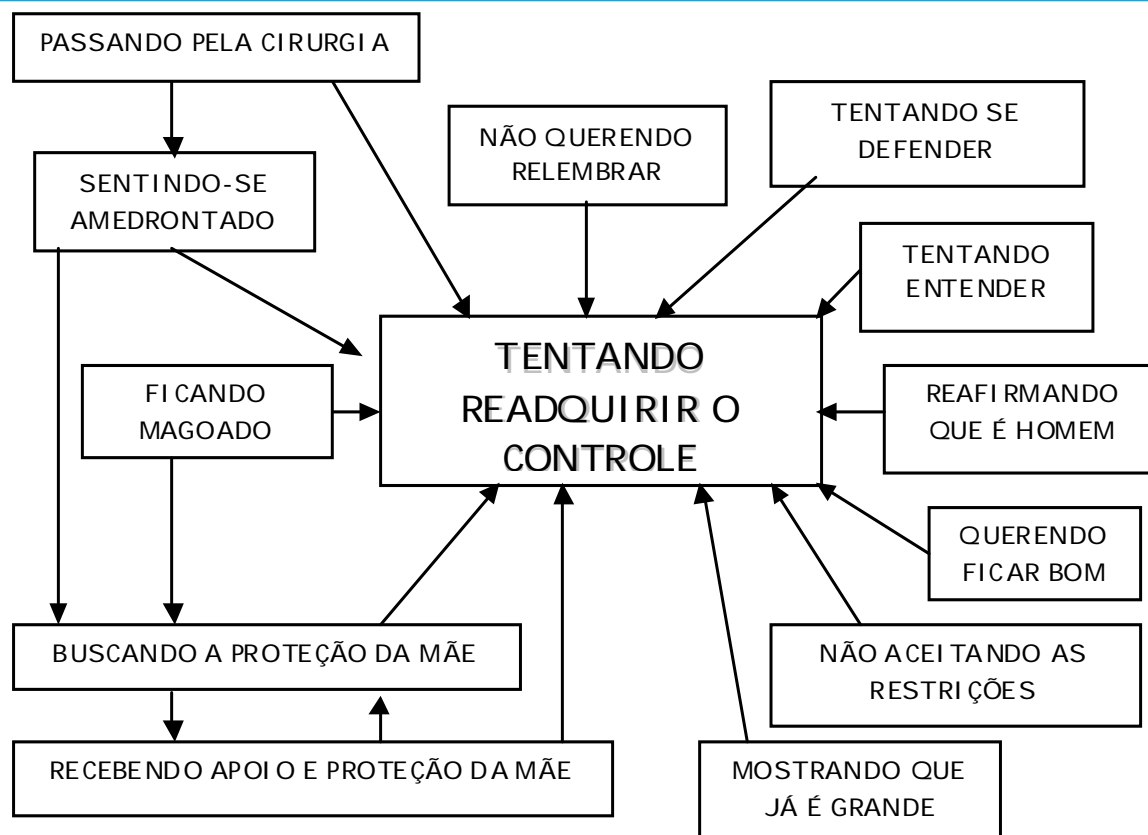 PASSANDO PELA CIRURGIA
NÃO QUERENDO
RELEMBRAR
TENTANDO SE
DEFENDER
SENTINDO-SE
AMEDRONTADO
TENTANDO
ENTENDER
TENTANDO
READQUIRIR O
CONTROLE
FICANDO
MAGOADO
REAFIRMANDO
QUE É HOMEM
QUERENDO
FICAR BOM
BUSCANDO A PROTEÇÃO DA MÃE
NÃO ACEITANDO AS
RESTRIÇÕES
RECEBENDO APOIO E PROTEÇÃO DA MÃE
MOSTRANDO QUE
JÁ É GRANDE